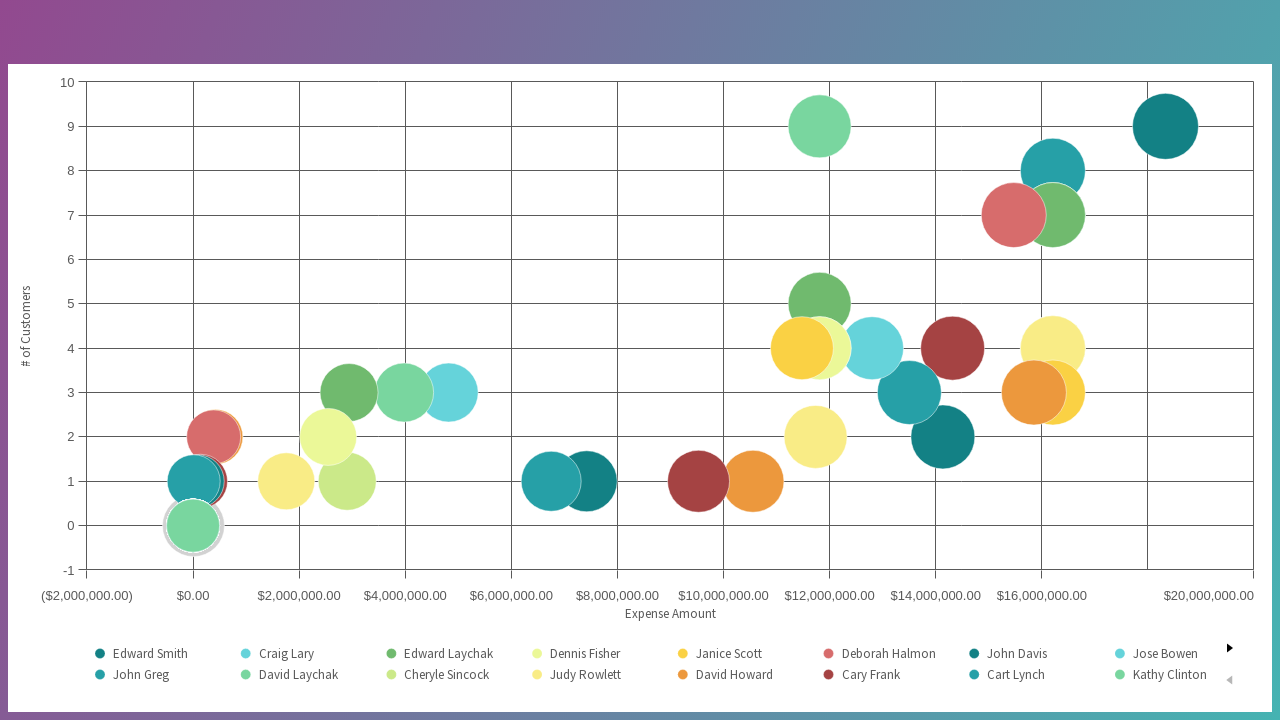 10
9
8
7
6
5
4
3
2
1
0
-1
# of Customers
($2,000,000.00) $0.00 $2,000,000.00 $4,000,000.00 $6,000,000.00 $8,000,000.00 $10,000,000.00 $12,000,000.00 $14,000,000.00 $16,000,000.00 $20,000,000.00
Expense Amount
Edward Smith Craig Lary Edward Laychak Dennis Fisher Janice Scott Deborah Halmon John Davis Jose Bowen
John Greg David Laychak Cheryle Sincock Judy Rowlett David Howard Cary Frank Cart Lynch Kathy Clinton